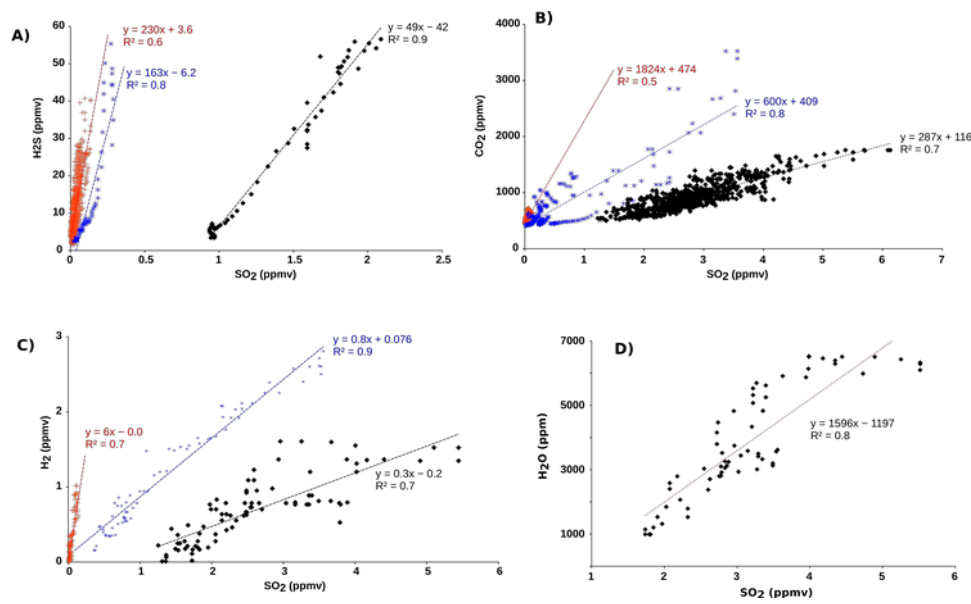 A)
60
50
40
30
20
10
0
H2S (ppmv)
0
0.5
1
1.5
2
2.5
SO2 (ppmv)
y = 230x + 3.6
R² = 0.6
y = 163x − 6.2
R² = 0.8
y = 49x − 42
R² = 0.9
B)
4000
3000
2000
1000
0
CO2 (ppmv)
0
1
2
3
4
5
6
7
SO2 (ppmv)
y = 1824x + 474
R² = 0.5
y = 600x + 409
R² = 0.8
y = 287x + 116
R² = 0.7
C)
3
2
1
0
H2 (ppmv)
0
1
2
3
4
5
6
SO2 (ppmv)
y = 0.8x + 0.076
R² = 0.9
y = 6x − 0.0
R² = 0.7
y = 0.3x − 0.2
R² = 0.7
D)
7000
5000
3000
1000
H2O (ppm)
1
2
3
4
5
6
SO2 (ppmv)
y = 1596x − 1197
R² = 0.8